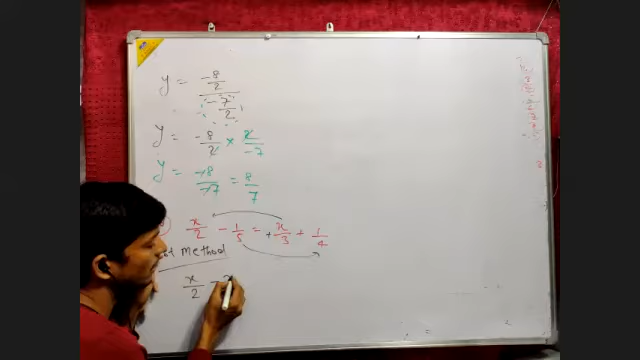 y = -8/2 / -7/2
y = -8/2 × 2/-7
y = -8/-7 = 8/7
x/2 - 1/5 = + x/3 + 1/4
Method
x/2 - x